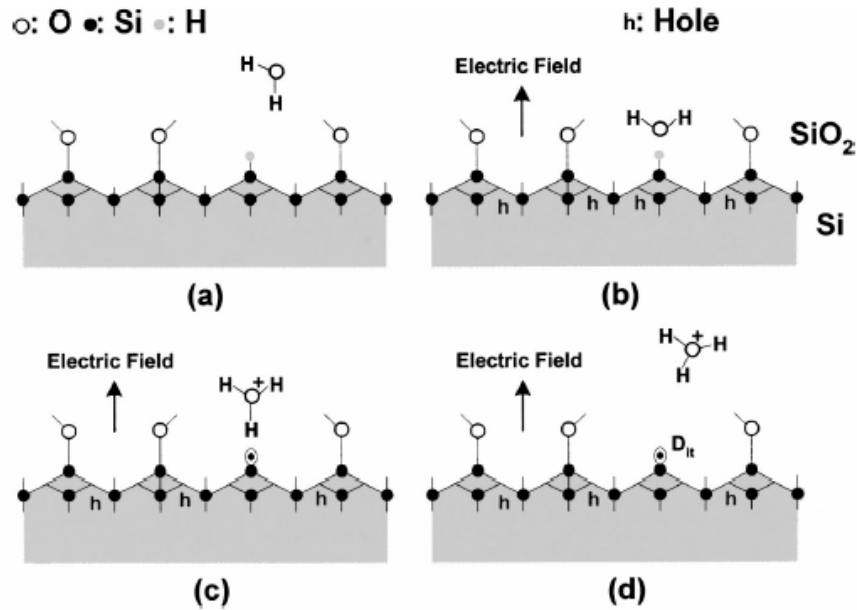 ○: O ●: Si ●: H
h: Hole
H
H
(a)
Electric Field
H H
SiO2
h h h h
Si
(b)
Electric Field
+
H H
H
h h h
(c)
Electric Field
+
H H
H
Dit
h h h
(d)